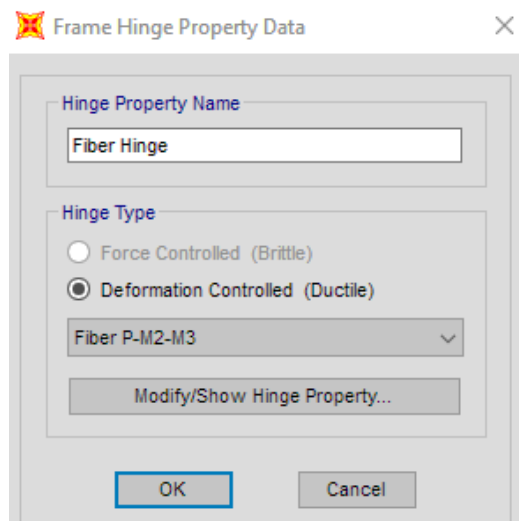 Frame Hinge Property Data
Hinge Property Name
Fiber Hinge
Hinge Type
Force Controlled (Brittle)
Deformation Controlled (Ductile)
Fiber P-M2-M3
Modify/Show Hinge Property...
OK Cancel